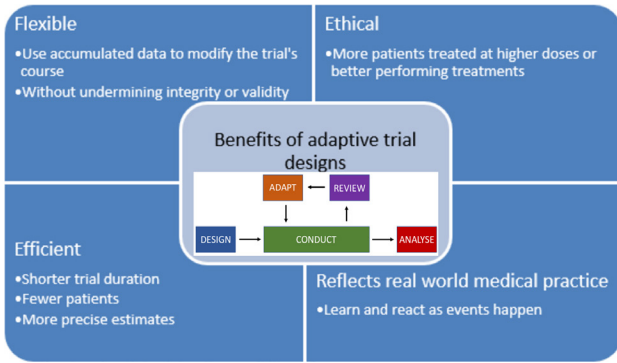 Flexible
•Use accumulated data to modify the trial's
course
•Without undermining integrity or validity
Ethical
•More patients treated at higher doses or
better performing treatments
Benefits of adaptive trial
designs
ADAPT
REVIEW
DESIGN
CONDUCT
ANALYSE
Efficient
•Shorter trial duration
•Fewer patients
•More precise estimates
Reflects real world medical practice
•Learn and react as events happen